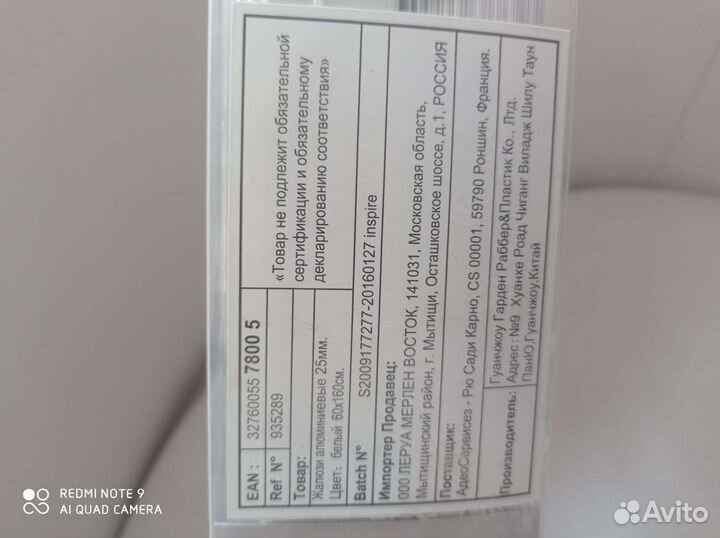 EAN : 32760055 7800 5
Ref N° 935289
«Товар не подлежит обязательной
сертификации и обязательному
декларированию соответствия»
Товар:
Жалюзи алюминиевые 25мм.
Цвет: белый 60х160см.
Batch N° S2009177277-20160127 inspire
Импортер Продавец:
ООО ЛЕРУА МЕРЛЕН ВОСТОК, 141031, Московская область,
Мытищинский район, г. Мытищи, Осташковское шоссе, д.1, РОССИЯ
Поставщик:
АдеоСервисез - Рю Сади Карно, CS 00001, 59790 Роншин, Франция.
Производитель: Гуанчжоу Гарден Раббер&Пластик Ко., Лтд.
Адрес: №9 Хуанхе Роад Чиганг Виладж Шилу Таун
ПанЮ,Гуанчжоу,Китай
REDMI NOTE 9
AI QUAD CAMERA
Avito